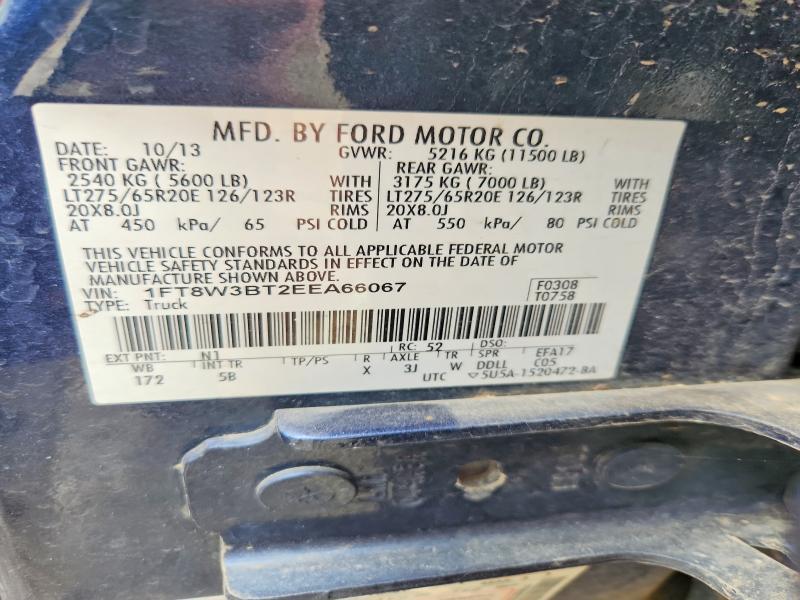 MFD. BY FORD MOTOR CO.
DATE: 10/13 GVWR: 5216 KG (11500 LB)
FRONT GAWR: REAR GAWR:
2540 KG ( 5600 LB) WITH 3175 KG ( 7000 LB) WITH
LT275/65R20E 126/123R TIRES LT275/65R20E 126/123R TIRES
20X8.0J RIMS 20X8.0J RIMS
AT 450 kPa/ 65 PSI COLD AT 550 kPa/ 80 PSI COLD
THIS VEHICLE CONFORMS TO ALL APPLICABLE FEDERAL MOTOR
VEHICLE SAFETY STANDARDS IN EFFECT ON THE DATE OF
MANUFACTURE SHOWN ABOVE.
VIN: 1FT8W3BT2EEA66067 F0308
TYPE: Truck T0758
EXT PNT: N1 RC: 52 DSO:
WB INT TR TP/PS R AXLE TR SPR EFA17
172 5B X 3J W DDLL C05
UTC ▽5U5A-1520472-BA